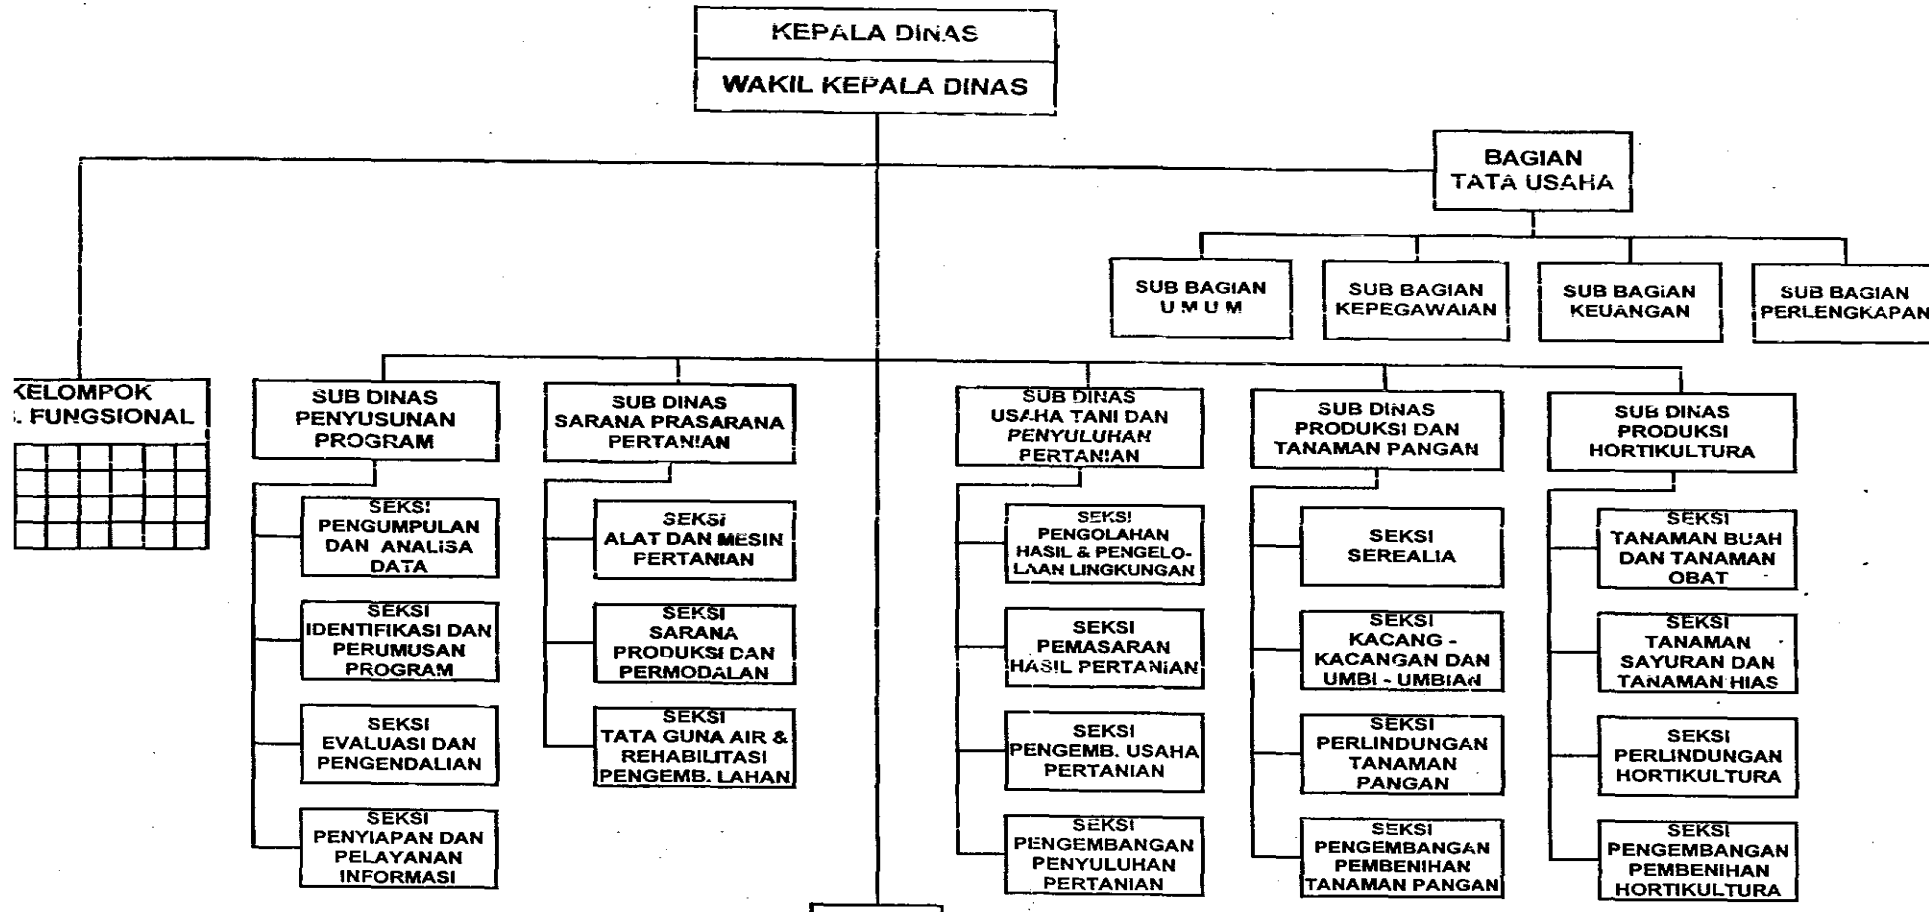 KEPALA DINAS
WAKIL KEPALA DINAS
BAGIAN
TATA USAHA
SUB BAGIAN
U M U M
SUB BAGIAN
KEPEGAWAIAN
SUB BAGIAN
KEUANGAN
SUB BAGIAN
PERLENGKAPAN
KELOMPOK
. FUNGSIONAL
SUB DINAS
PENYUSUNAN
PROGRAM
SEKSI
PENGUMPULAN
DAN ANALISA
DATA
SEKSI
IDENTIFIKASI DAN
PERUMUSAN
PROGRAM
SEKSI
EVALUASI DAN
PENGENDALIAN
SEKSI
PENYIAPAN DAN
PELAYANAN
INFORMASI
SUB DINAS
SARANA PRASARANA
PERTANIAN
SEKSI
ALAT DAN MESIN
PERTANIAN
SEKSI
SARANA
PRODUKSI DAN
PERMODALAN
SEKSI
TATA GUNA AIR &
REHABILITASI
PENGEMB. LAHAN
SUB DINAS
USAHA TANI DAN
PENYULUHAN
PERTANIAN
SEKSI
PENGOLAHAN
HASIL & PENGELO-
LAAN LINGKUNGAN
SEKSI
PEMASARAN
HASIL PERTANIAN
SEKSI
PENGEMB. USAHA
PERTANIAN
SEKSI
PENGEMBANGAN
PENYULUHAN
PERTANIAN
SUB DINAS
PRODUKSI DAN
TANAMAN PANGAN
SEKSI
SEREALIA
SEKSI
KACANG -
KACANGAN DAN
UMBI - UMBIAN
SEKSI
PERLINDUNGAN
TANAMAN
PANGAN
SEKSI
PENGEMBANGAN
PEMBENIHAN
TANAMAN PANGAN
SUB DINAS
PRODUKSI
HORTIKULTURA
SEKSI
TANAMAN BUAH
DAN TANAMAN
OBAT
SEKSI
TANAMAN
SAYURAN DAN
TANAMAN HIAS
SEKSI
PERLINDUNGAN
HORTIKULTURA
SEKSI
PENGEMBANGAN
PEMBENIHAN
HORTIKULTURA